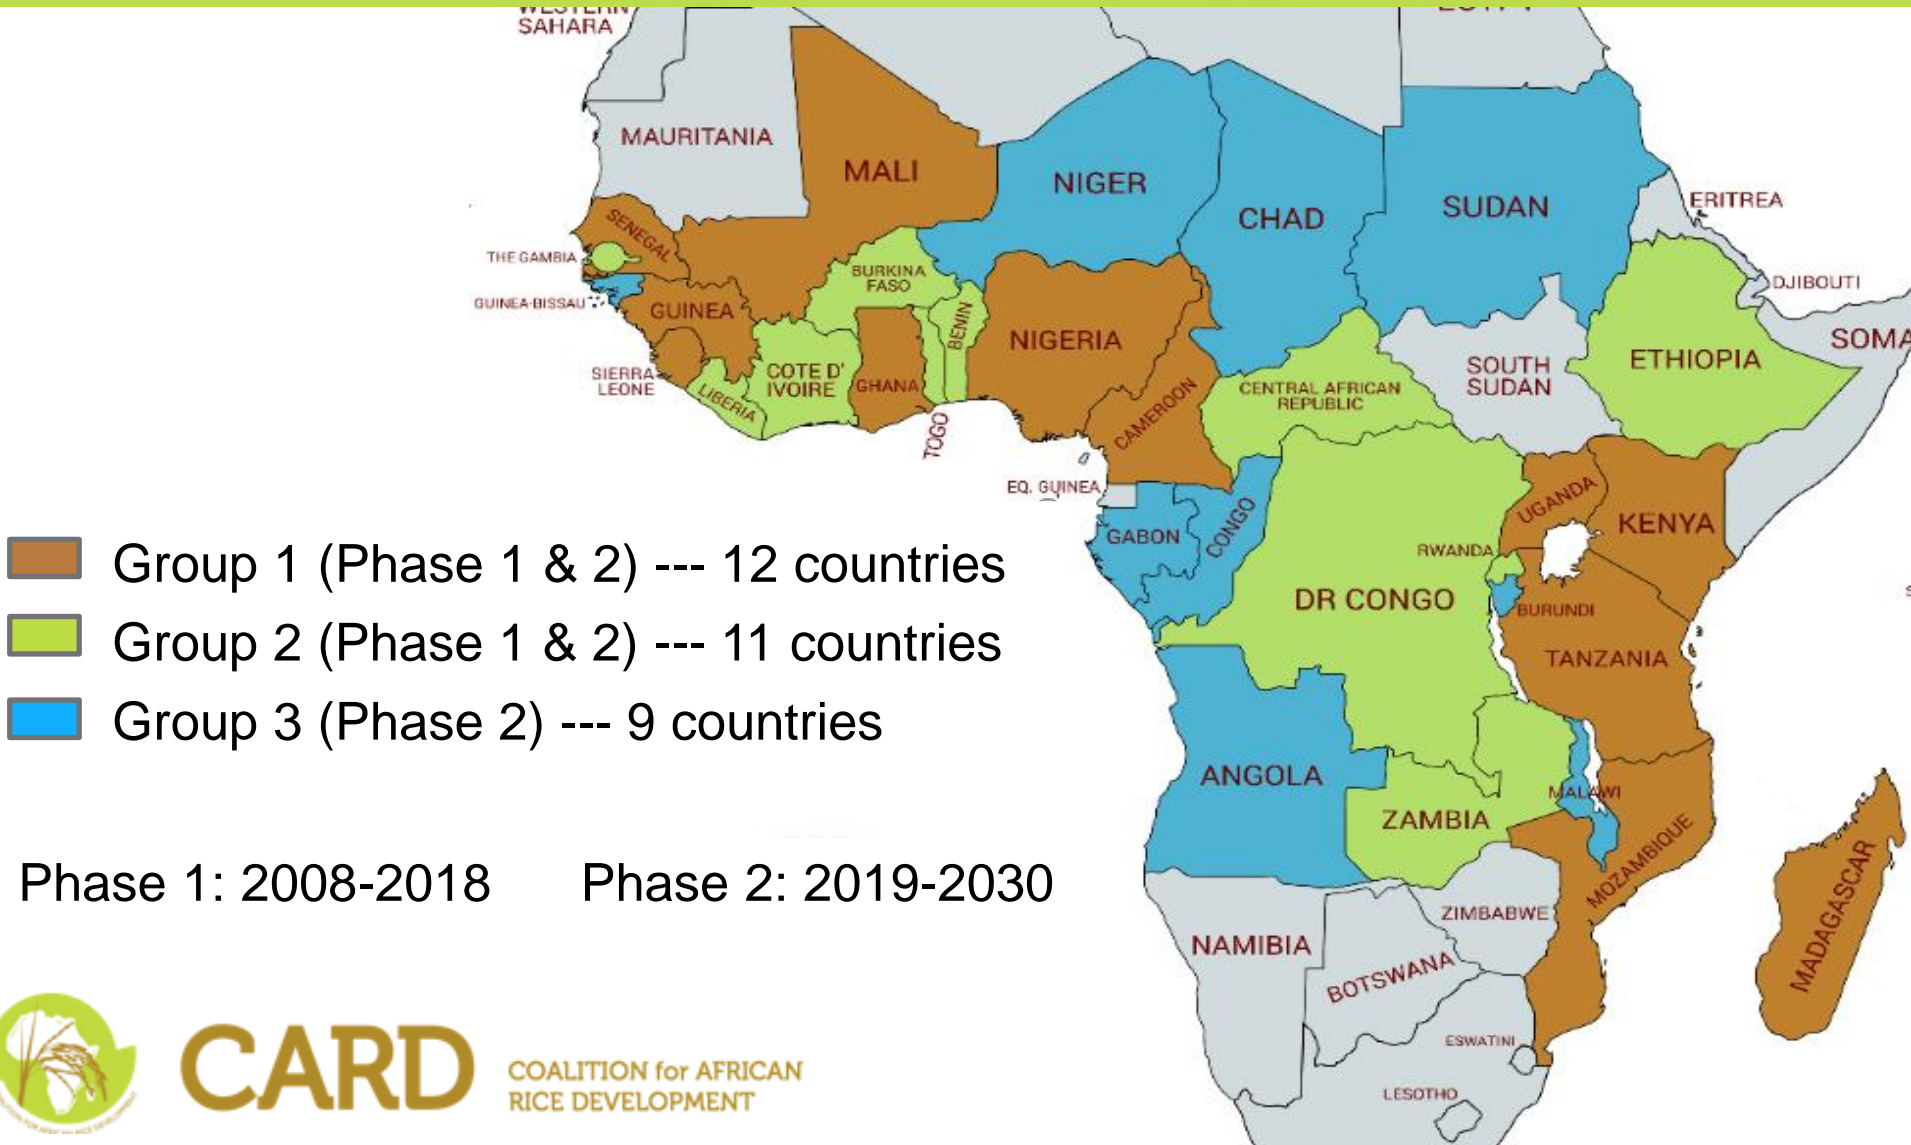 WESTERN
SAHARA
EGYPT
MAURITANIA
MALI
NIGER
CHAD
SUDAN
ERITREA
SENEGAL
THE GAMBIA
BURKINA
FASO
DJIBOUTI
GUINEA-BISSAU
GUINEA
BENIN
NIGERIA
SOMA
SIERRA
LEONE
LIBERIA
COTE D'
IVOIRE
GHANA
TOGO
CAMEROON
CENTRAL AFRICAN
REPUBLIC
SOUTH
SUDAN
ETHIOPIA
EQ. GUINEA
GABON
CONGO
UGANDA
KENYA
RWANDA
DR CONGO
BURUNDI
TANZANIA
Group 1 (Phase 1 & 2) --- 12 countries
Group 2 (Phase 1 & 2) --- 11 countries
Group 3 (Phase 2) --- 9 countries
ANGOLA
ZAMBIA
MALAWI
MOZAMBIQUE
MADAGASCAR
Phase 1: 2008-2018 Phase 2: 2019-2030
ZIMBABWE
NAMIBIA
BOTSWANA
ESWATINI
LESOTHO
CARD
COALITION for AFRICAN
RICE DEVELOPMENT